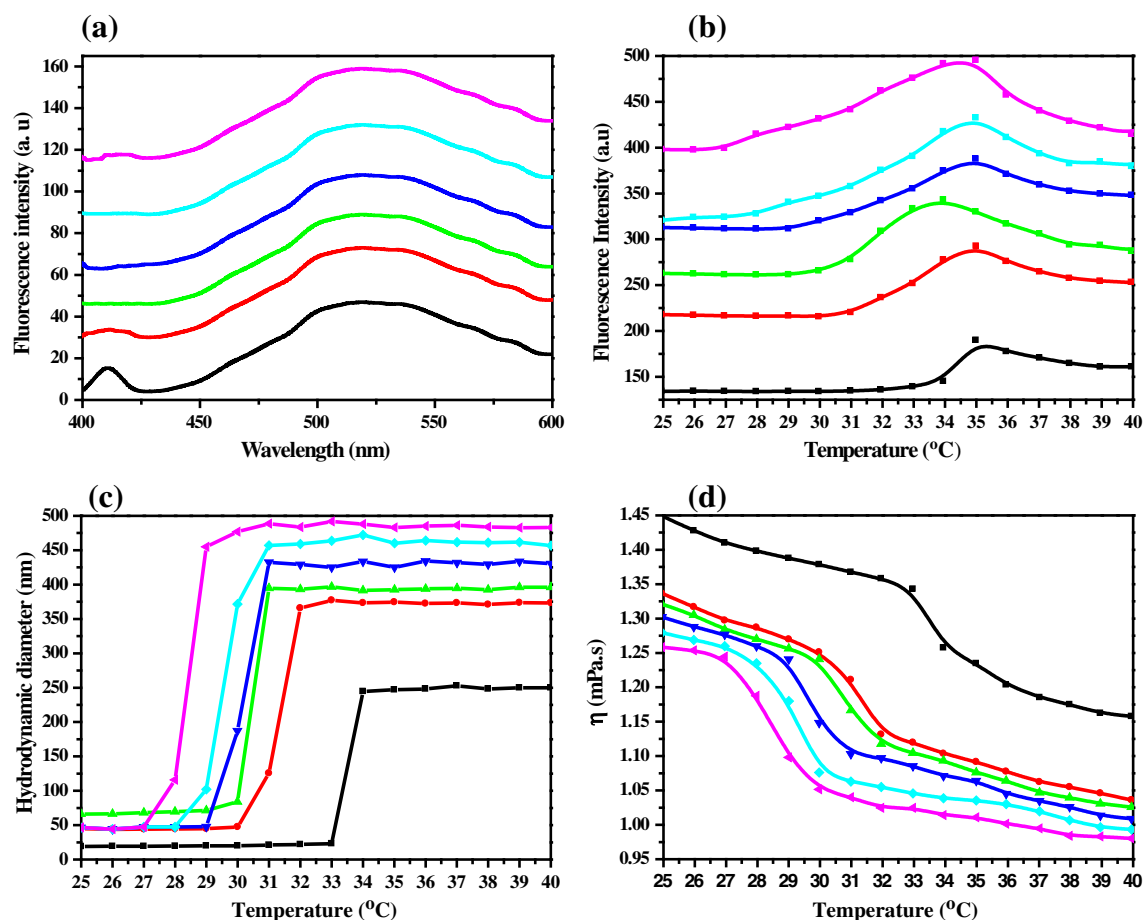 (a)
Fluorescence intensity (a. u)
160
140
120
100
80
60
40
20
0
400 450 500 550 600
Wavelength (nm)
(b)
Fluorescence Intensity (a.u)
500
450
400
350
300
250
200
150
25 26 27 28 29 30 31 32 33 34 35 36 37 38 39 40
Temperature (°C)
(c)
Hydrodynamic diameter (nm)
500
450
400
350
300
250
200
150
100
50
0
25 26 27 28 29 30 31 32 33 34 35 36 37 38 39 40
Temperature (°C)
(d)
η (mPa.s)
1.45
1.40
1.35
1.30
1.25
1.20
1.15
1.10
1.05
1.00
0.95
25 26 27 28 29 30 31 32 33 34 35 36 37 38 39 40
Temperature (°C)